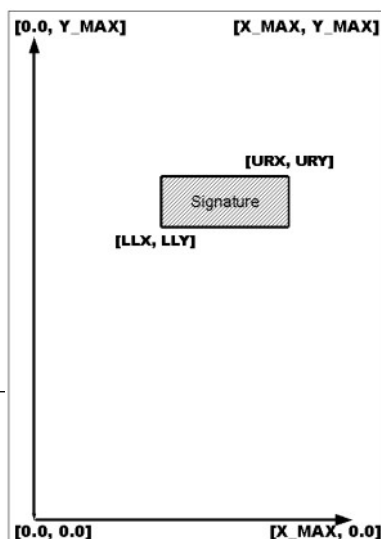 [0.0, Y_MAX] [X_MAX, Y_MAX]
[URX, URY]
Signature
[LLX, LLY]
[0.0, 0.0] [X_MAX, 0.0]